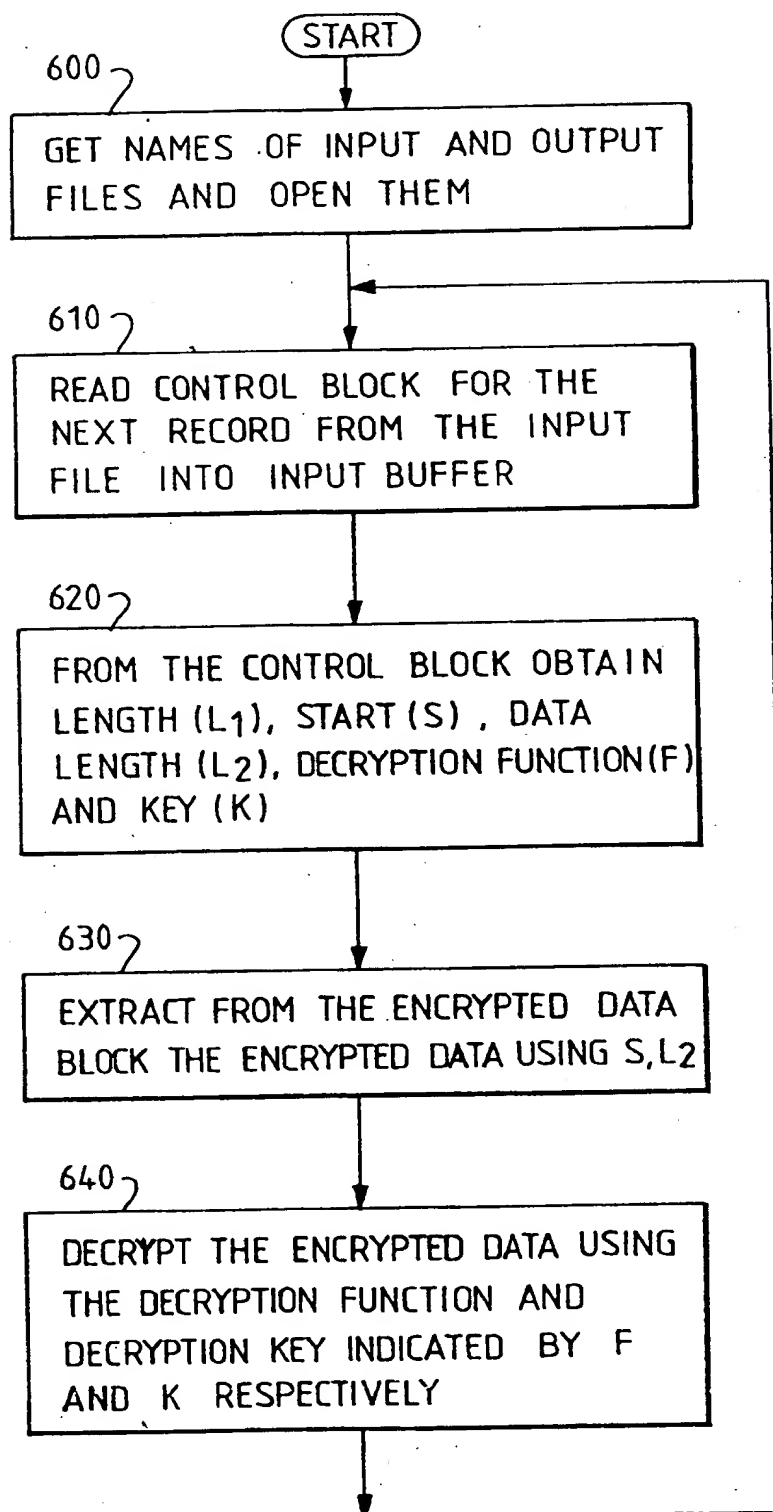 START
600
GET NAMES OF INPUT AND OUTPUT
FILES AND OPEN THEM
610
READ CONTROL BLOCK FOR THE
NEXT RECORD FROM THE INPUT
FILE INTO INPUT BUFFER
620
FROM THE CONTROL BLOCK OBTAIN
LENGTH (L1), START (S) , DATA
LENGTH (L2), DECRYPTION FUNCTION(F)
AND KEY (K)
630
EXTRACT FROM THE ENCRYPTED DATA
BLOCK THE ENCRYPTED DATA USING S,L2
640
DECRYPT THE ENCRYPTED DATA USING
THE DECRYPTION FUNCTION AND
DECRYPTION KEY INDICATED BY F
AND K RESPECTIVELY